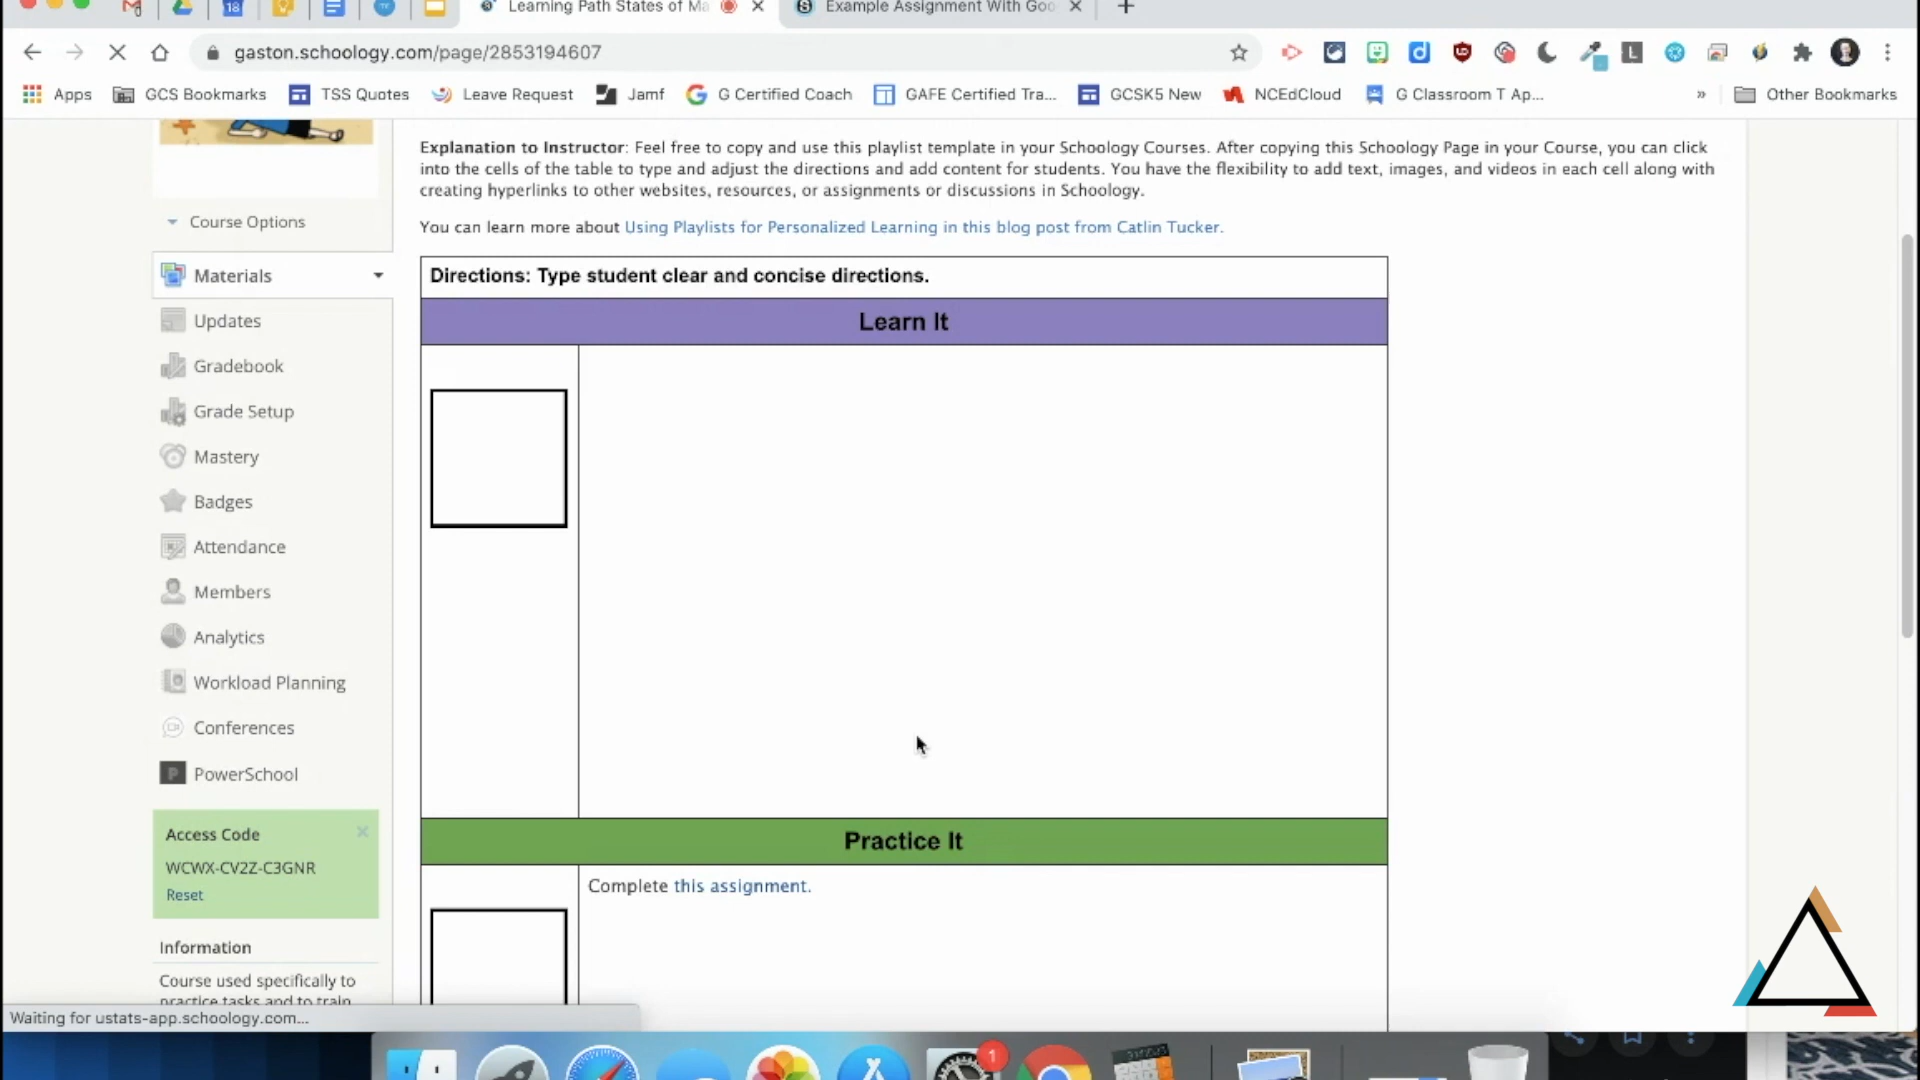 Learning Path States of Ma
Example Assignment With Goo
18
gaston.schoology.com/page/2853194607
Apps
GCS Bookmarks
TSS Quotes
Leave Request
Jamf
G Certified Coach
GAFE Certified Tra...
GCSK5 New
NCEdCloud
G Classroom T Ap...
»
Other Bookmarks
Explanation to Instructor: Feel free to copy and use this playlist template in your Schoology Courses. After copying this Schoology Page in your Course, you can click
into the cells of the table to type and adjust the directions and add content for students. You have the flexibility to add text, images, and videos in each cell along with
creating hyperlinks to other websites, resources, or assignments or discussions in Schoology.
You can learn more about Using Playlists for Personalized Learning in this blog post from Catlin Tucker.
Course Options
Materials
Updates
Gradebook
Grade Setup
Mastery
Badges
Attendance
Members
Analytics
Workload Planning
Conferences
PowerSchool
Access Code
WCWX-CV2Z-C3GNR
Reset
Information
Course used specifically to
practice tasks and to train
Directions: Type student clear and concise directions.
Learn It
Practice It
Complete this assignment.
Waiting for ustats-app.schoology.com...
1